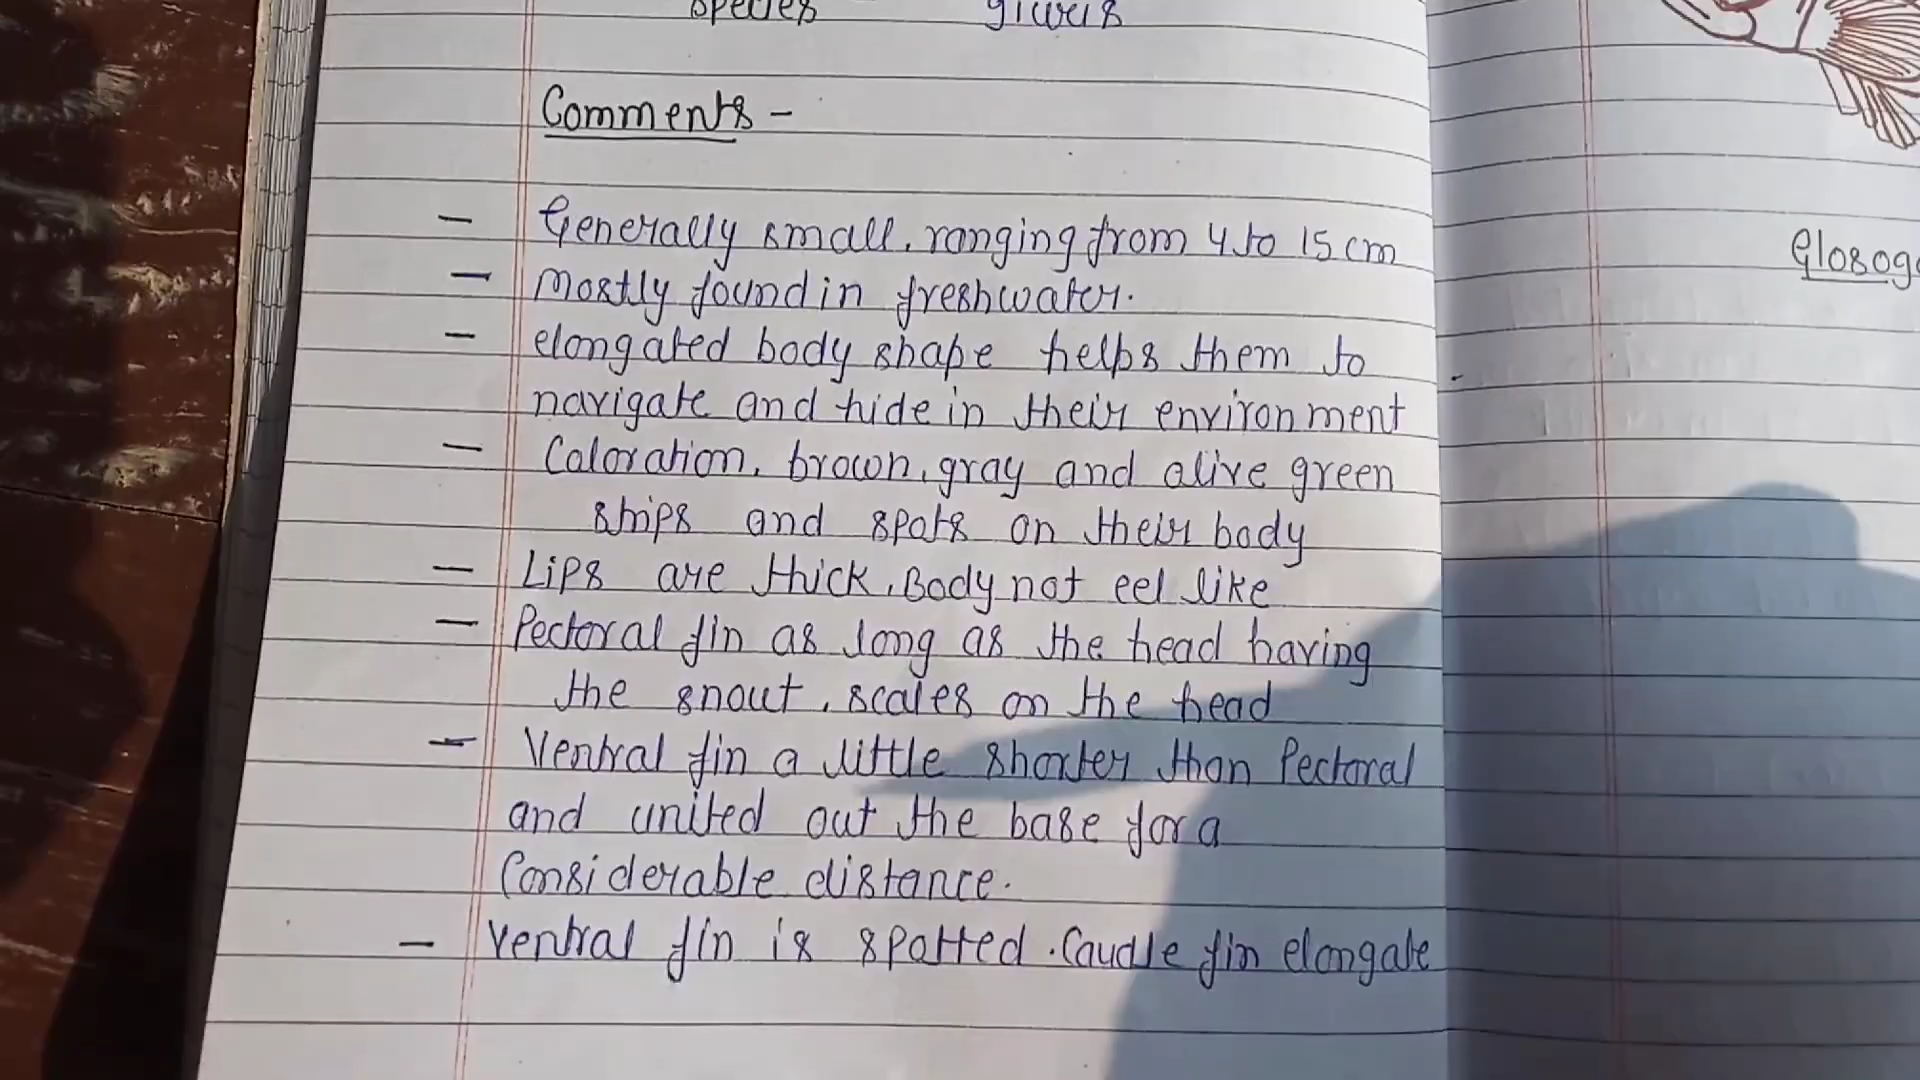 species giuris
Comments -
- Generally small, ranging from 4 to 15 cm
- mostly found in freshwater.
- elongated body shape helps them to
navigate and hide in their environment
- Coloration, brown, gray and alive green
strips and spots on their body
- Lips are thick, Body not eel like
- Pectoral fin as long as the head having
the snout, scales on the head
- Ventral fin a little shorter than Pectoral
and united out the base for a
Considerable distance.
- Ventral fin is spotted. Caudle fin elongate
Glosog